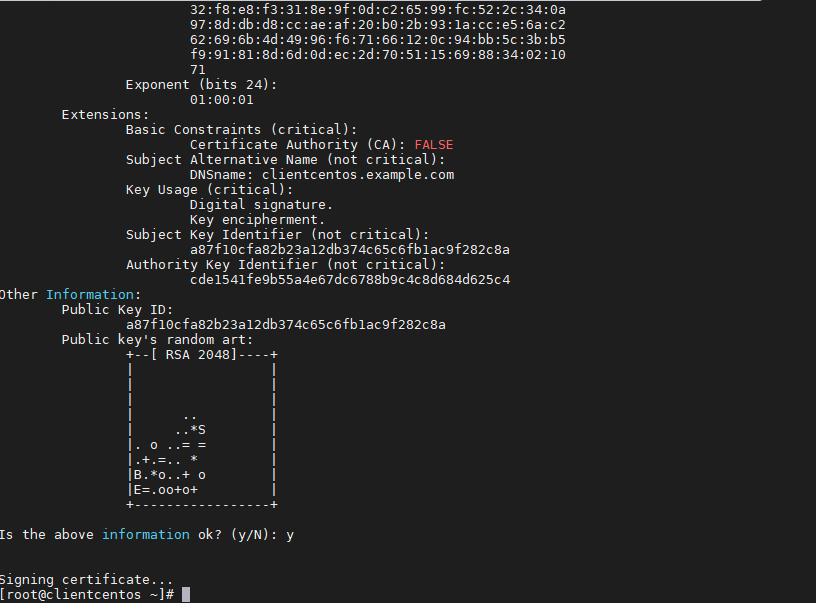 32:f8:e8:f3:31:8e:9f:0d:c2:65:99:fc:52:2c:34:0a
97:8d:db:d8:cc:ae:af:20:b0:2b:93:1a:cc:e5:6a:c2
62:69:6b:4d:49:96:f6:71:66:12:0c:94:bb:5c:3b:b5
f9:91:81:8d:6d:0d:ec:2d:70:51:15:69:88:34:02:10
71
Exponent (bits 24):
01:00:01
Extensions:
Basic Constraints (critical):
Certificate Authority (CA): FALSE
Subject Alternative Name (not critical):
DNSname: clientcentos.example.com
Key Usage (critical):
Digital signature.
Key encipherment.
Subject Key Identifier (not critical):
a87f10cfa82b23a12db374c65c6fb1ac9f282c8a
Authority Key Identifier (not critical):
cde1541fe9b55a4e67dc6788b9c4c8d684d625c4
Other Information:
Public Key ID:
a87f10cfa82b23a12db374c65c6fb1ac9f282c8a
Public key's random art:
+--[ RSA 2048]----+
|                 |
|                 |
|                 |
|      ..         |
|     ..*S        |
|. o ..= =        |
|.+.=.. *         |
|B.*o..+ o        |
|E=.oo+o+         |
+-----------------+
Is the above information ok? (y/N): y
Signing certificate...
[root@clientcentos ~]#